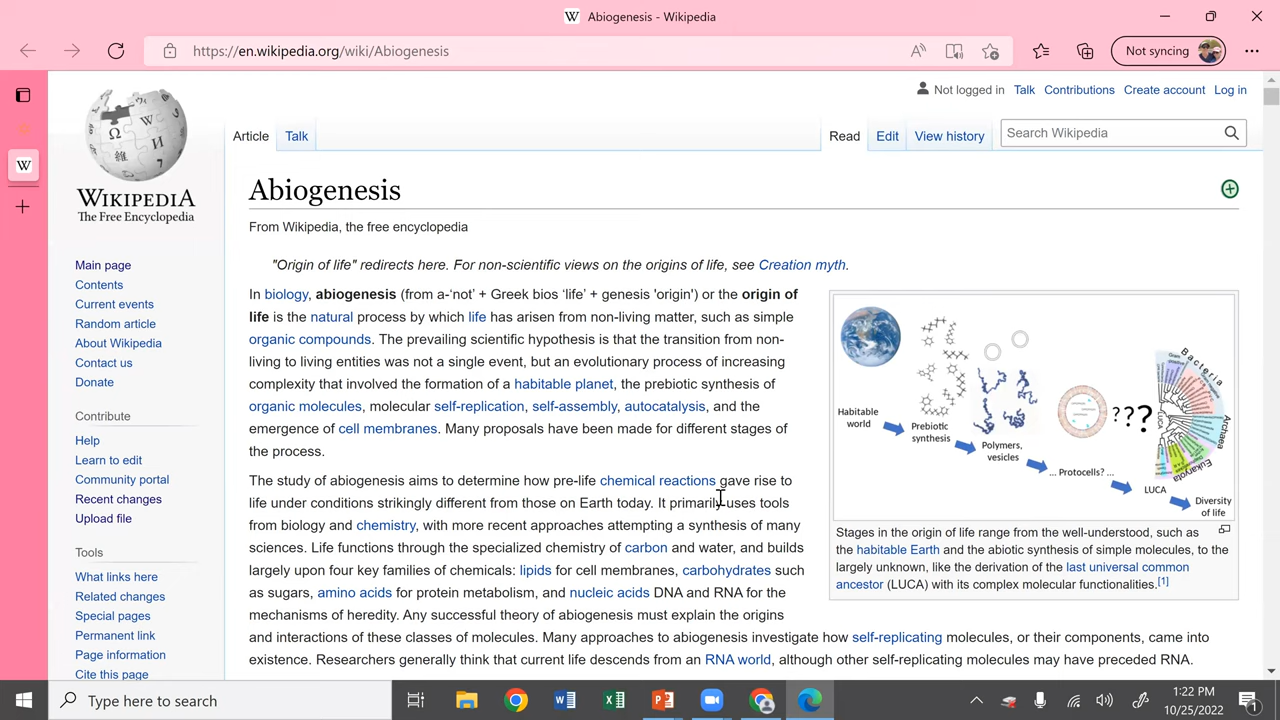 Abiogenesis - Wikipedia
https://en.wikipedia.org/wiki/Abiogenesis
Not syncing
Not logged in Talk Contributions Create account Log in
Article Talk Read Edit View history Search Wikipedia
WIKIPEDIA
The Free Encyclopedia
Main page
Contents
Current events
Random article
About Wikipedia
Contact us
Donate
Contribute
Help
Learn to edit
Community portal
Recent changes
Upload file
Tools
What links here
Related changes
Special pages
Permanent link
Page information
Cite this page
Abiogenesis
From Wikipedia, the free encyclopedia
"Origin of life" redirects here. For non-scientific views on the origins of life, see Creation myth.
In biology, abiogenesis (from a-‘not’ + Greek bios ‘life’ + genesis 'origin') or the origin of
life is the natural process by which life has arisen from non-living matter, such as simple
organic compounds. The prevailing scientific hypothesis is that the transition from non-
living to living entities was not a single event, but an evolutionary process of increasing
complexity that involved the formation of a habitable planet, the prebiotic synthesis of
organic molecules, molecular self-replication, self-assembly, autocatalysis, and the
emergence of cell membranes. Many proposals have been made for different stages of
the process.
The study of abiogenesis aims to determine how pre-life chemical reactions gave rise to
life under conditions strikingly different from those on Earth today. It primarily uses tools
from biology and chemistry, with more recent approaches attempting a synthesis of many
sciences. Life functions through the specialized chemistry of carbon and water, and builds
largely upon four key families of chemicals: lipids for cell membranes, carbohydrates such
as sugars, amino acids for protein metabolism, and nucleic acids DNA and RNA for the
mechanisms of heredity. Any successful theory of abiogenesis must explain the origins
and interactions of these classes of molecules. Many approaches to abiogenesis investigate how self-replicating molecules, or their components, came into
existence. Researchers generally think that current life descends from an RNA world, although other self-replicating molecules may have preceded RNA.
Habitable
world
Prebiotic
synthesis
Polymers,
vesicles
... Protocells? ...
???
LUCA
Diversity
of life
Bacteria
Archaea
Eukaryota
Stages in the origin of life range from the well-understood, such as
the habitable Earth and the abiotic synthesis of simple molecules, to the
largely unknown, like the derivation of the last universal common
ancestor (LUCA) with its complex molecular functionalities.[1]
Type here to search
1:22 PM
10/25/2022
1